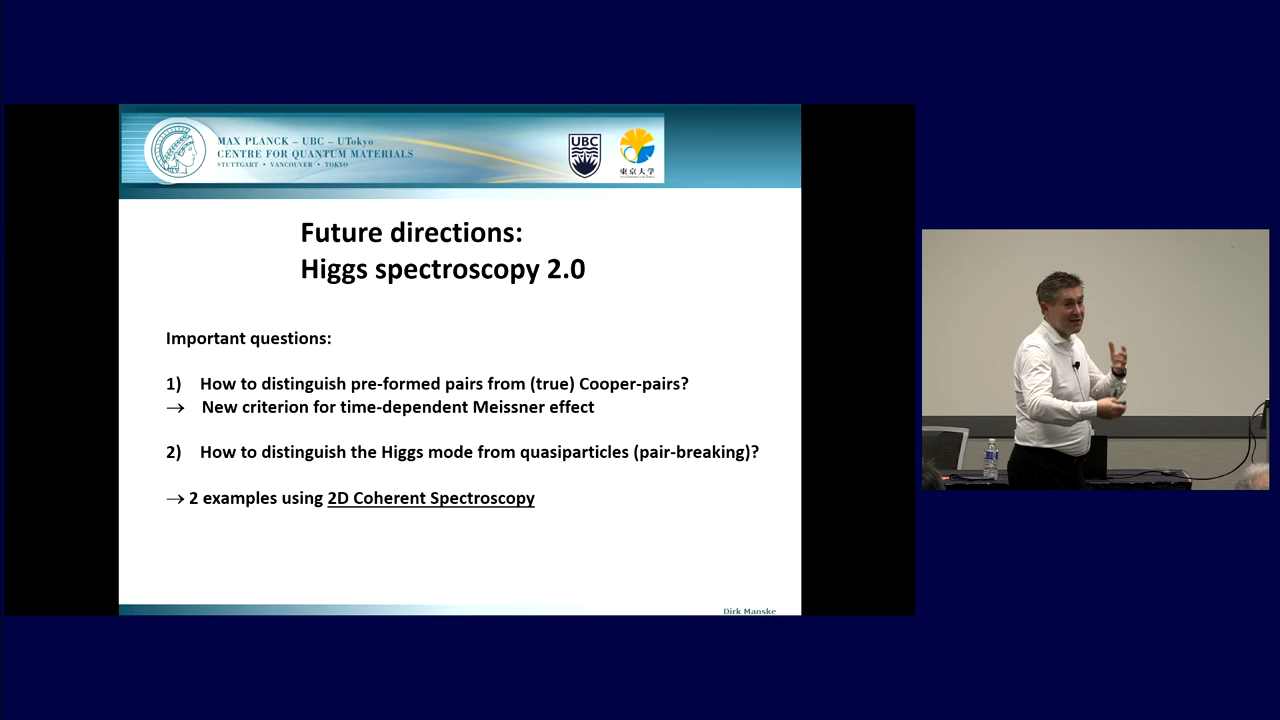 MAX PLANCK – UBC – UTokyo
CENTRE FOR QUANTUM MATERIALS
STUTTGART • VANCOUVER • TOKYO
UBC
東京大学
Future directions:
Higgs spectroscopy 2.0
Important questions:
1) How to distinguish pre-formed pairs from (true) Cooper-pairs?
→ New criterion for time-dependent Meissner effect
2) How to distinguish the Higgs mode from quasiparticles (pair-breaking)?
→ 2 examples using 2D Coherent Spectroscopy
Dirk Manske